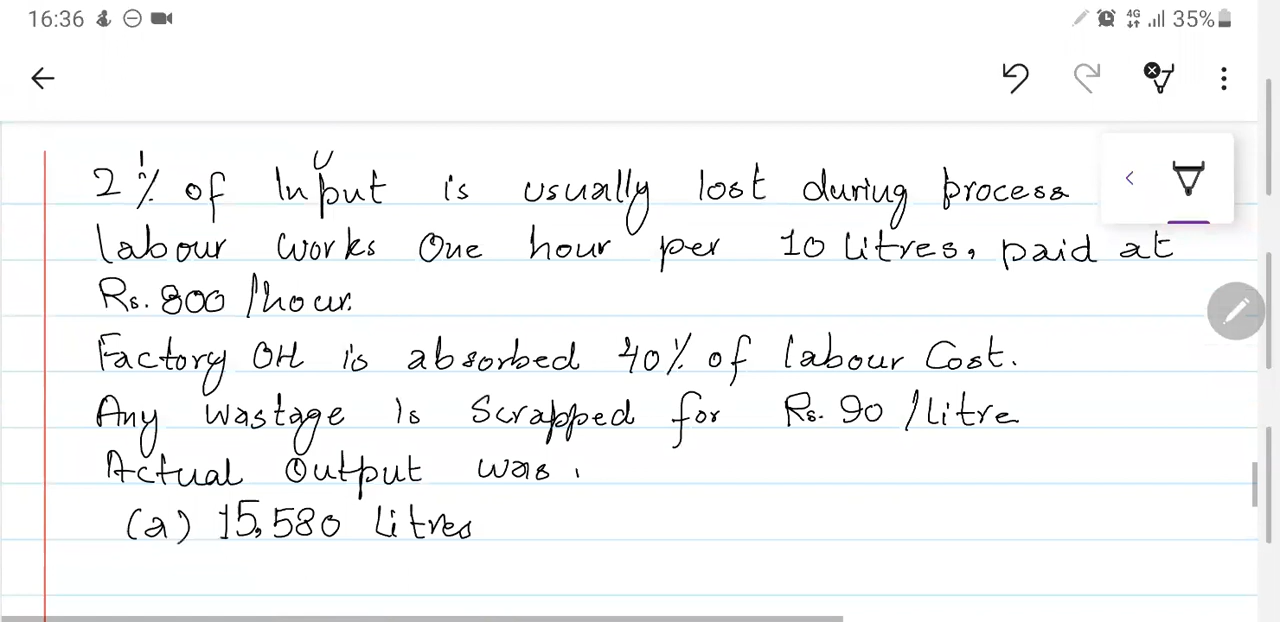 16:36 4G 35%
2% of Input is usually lost during process
labour works One hour per 10 litres, paid at
Rs. 800 /hour.
Factory OH is absorbed 40% of labour Cost.
Any wastage is Scrapped for Rs. 90 /Litre
Actual Output was,
(a) 15,580 Litres